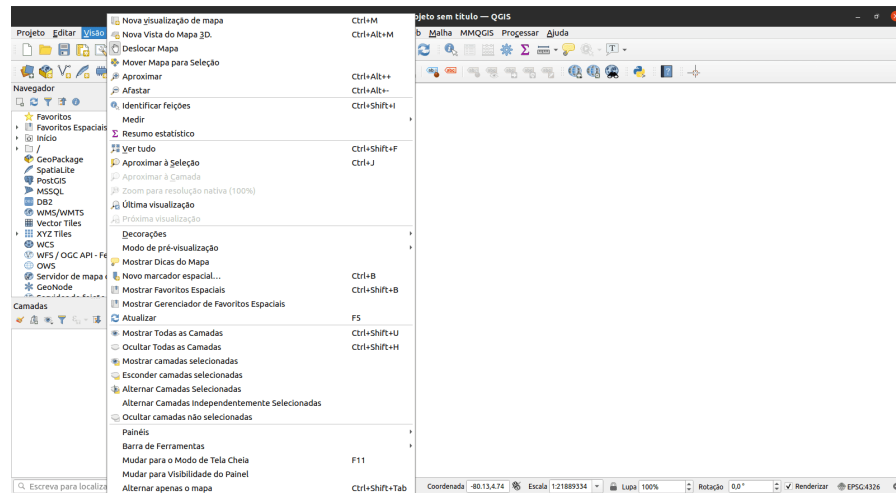 ojeto sem título — QGIS
Projeto Editar Visão b Malha MMQGIS Processar Ajuda
Nova visualização de mapa Ctrl+M
Nova Vista do Mapa 3D. Ctrl+Alt+M
Deslocar Mapa
Mover Mapa para Seleção
Aproximar Ctrl+Alt++
Afastar Ctrl+Alt+-
Identificar feições Ctrl+Shift+I
Medir
Resumo estatístico
Ver tudo Ctrl+Shift+F
Aproximar à Seleção Ctrl+J
Aproximar à Camada
Zoom para resolução nativa (100%)
Última visualização
Próxima visualização
Decorações
Modo de pré-visualização
Mostrar Dicas do Mapa
Novo marcador espacial... Ctrl+B
Mostrar Favoritos Espaciais Ctrl+Shift+B
Mostrar Gerenciador de Favoritos Espaciais
Atualizar F5
Mostrar Todas as Camadas Ctrl+Shift+U
Ocultar Todas as Camadas Ctrl+Shift+H
Mostrar camadas selecionadas
Esconder camadas selecionadas
Alternar Camadas Selecionadas
Alternar Camadas Independentemente Selecionadas
Ocultar camadas não selecionadas
Painéis
Barra de Ferramentas
Mudar para o Modo de Tela Cheia F11
Mudar para Visibilidade do Painel
Alternar apenas o mapa Ctrl+Shift+Tab
Navegador
Favoritos
Favoritos Espaciais
Início
/
GeoPackage
SpatiaLite
PostGIS
MSSQL
DB2
WMS/WMTS
Vector Tiles
XYZ Tiles
WCS
WFS / OGC API - Fe
OWS
Servidor de mapa
GeoNode
Camadas
Escreva para localiza
Coordenada -80.13,4.74 Escala 1:21889334 Lupa 100% Rotação 0,0 ° Renderizar EPSG:4326